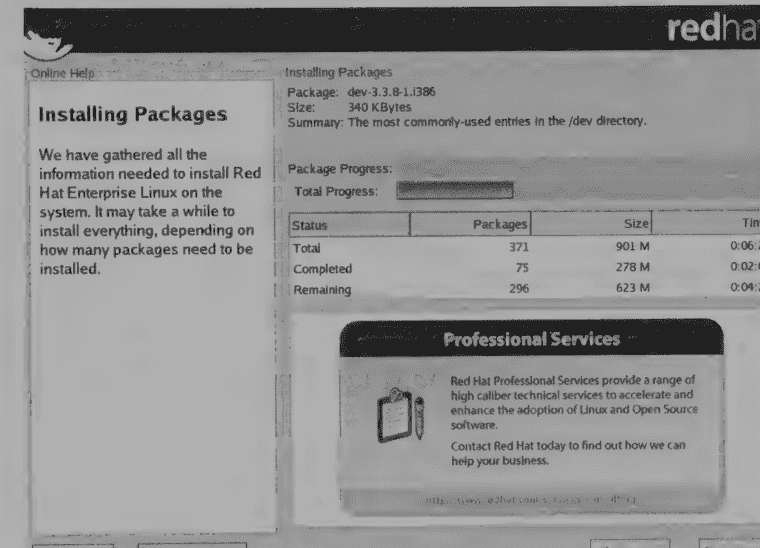 redhat
Online Help
Installing Packages
We have gathered all the
information needed to install Red
Hat Enterprise Linux on the
system. It may take a while to
install everything, depending on
how many packages need to be
installed.
Installing Packages
Package: dev-3.3.8-1.i386
Size: 340 KBytes
Summary: The most commonly-used entries in the /dev directory.
Package Progress:
Total Progress:
Status Packages Size
Total 371 901 M
Completed 75 278 M
Remaining 296 623 M
Professional Services
Red Hat Professional Services provide a range of
high caliber technical services to accelerate and
enhance the adoption of Linux and Open Source
software.
Contact Red Hat today to find out how we can
help your business.